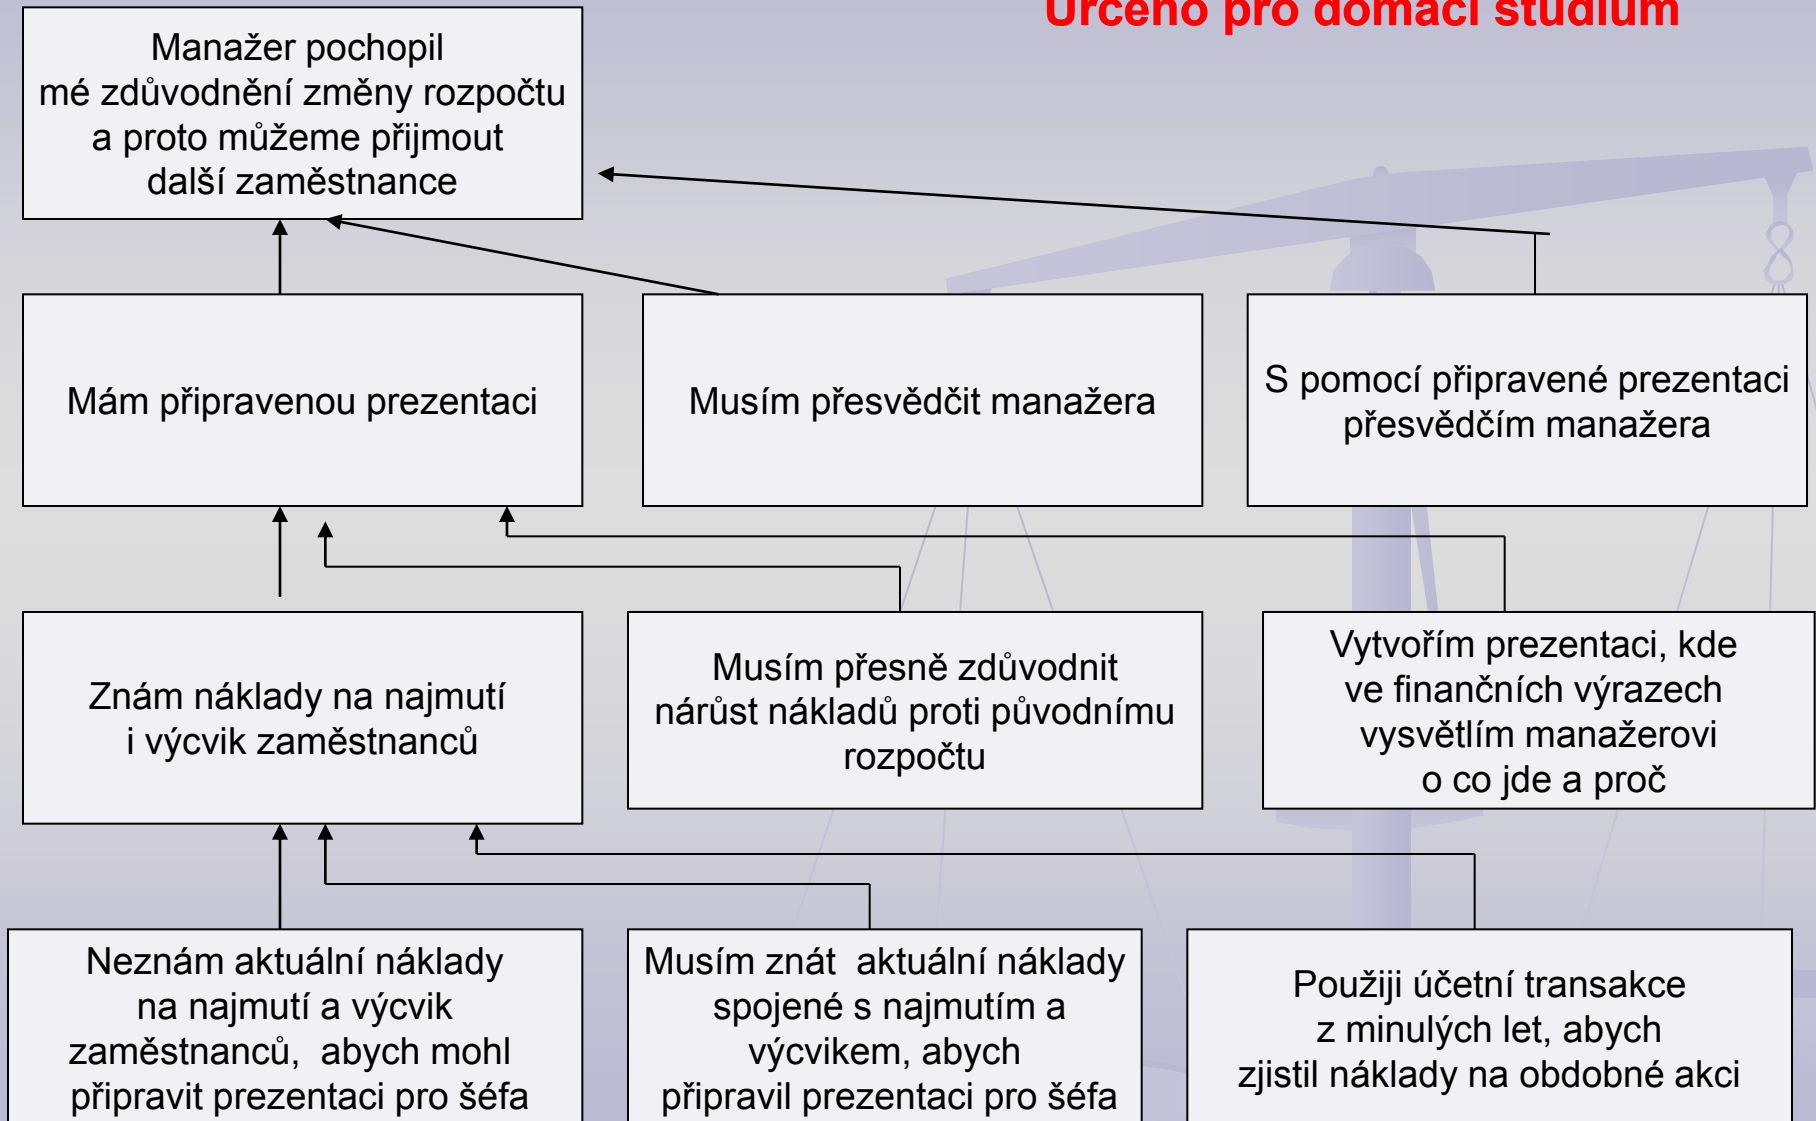 Určeno pro domácí studium
Manažer pochopil
mé zdůvodnění změny rozpočtu
a proto můžeme přijmout
další zaměstnance
Mám připravenou prezentaci
Musím přesvědčit manažera
S pomocí připravené prezentaci
přesvědčím manažera
Znám náklady na najmutí
i výcvik zaměstnanců
Musím přesně zdůvodnit
nárůst nákladů proti původnímu
rozpočtu
Vytvořím prezentaci, kde
ve finančních výrazech
vysvětlím manažerovi
o co jde a proč
Neznám aktuální náklady
na najmutí a výcvik
zaměstnanců, abych mohl
připravit prezentaci pro šéfa
Musím znát aktuální náklady
spojené s najmutím a
výcvikem, abych
připravil prezentaci pro šéfa
Použiji účetní transakce
z minulých let, abych
zjistil náklady na obdobné akci